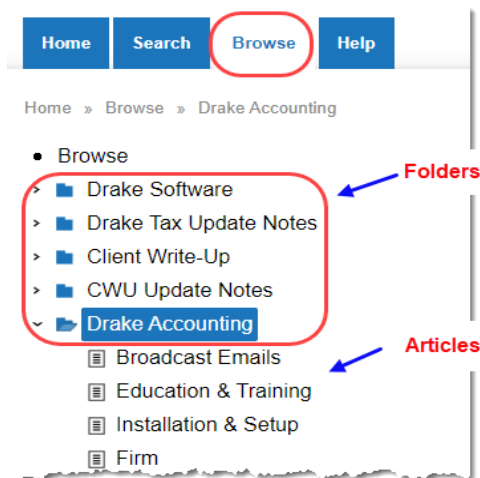 Home Search Browse Help
Home » Browse » Drake Accounting
Browse
Folders
Drake Software
Drake Tax Update Notes
Client Write-Up
CWU Update Notes
Drake Accounting
Articles
Broadcast Emails
Education & Training
Installation & Setup
Firm